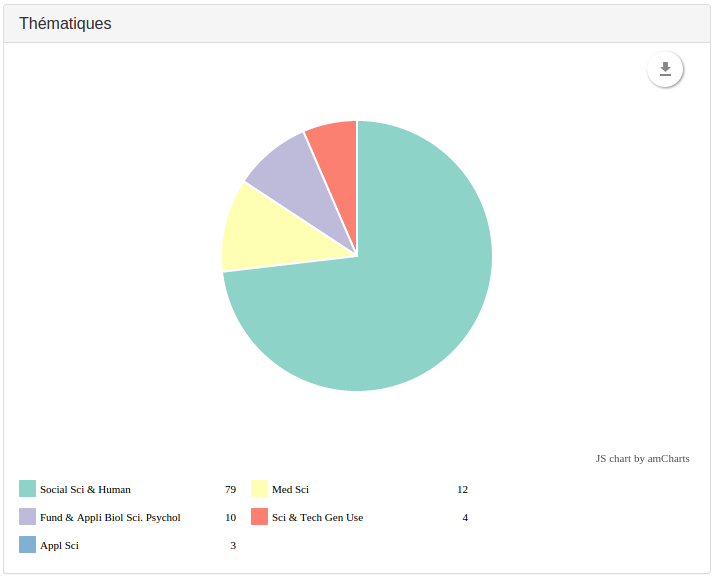 Thématiques
JS chart by amCharts
Social Sci & Human 79 Med Sci 12
Fund & Appli Biol Sci. Psychol 10 Sci & Tech Gen Use 4
Appl Sci 3